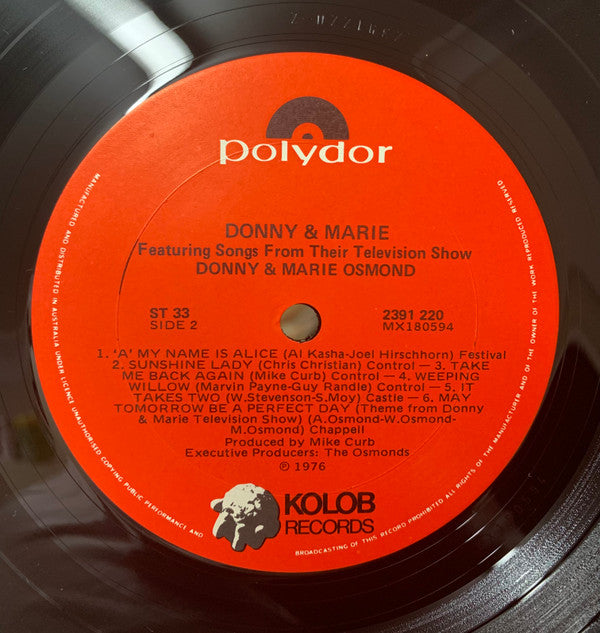 polydor
DONNY & MARIE
Featuring Songs From Their Television Show
DONNY & MARIE OSMOND
ST 33
SIDE 2
2391 220
MX180594
1. 'A' MY NAME IS ALICE (Al Kasha-Joel Hirschhorn) Festival
2. SUNSHINE LADY (Chris Christian) Control — 3. TAKE
ME BACK AGAIN (Mike Curb) Control — 4. WEEPING
WILLOW (Marvin Payne-Guy Randle) Control — 5. IT
TAKES TWO (W.Stevenson-S.Moy) Castle — 6. MAY
TOMORROW BE A PERFECT DAY (Theme from Donny
& Marie Television Show) (A.Osmond-W.Osmond-
M.Osmond) Chappell
Produced by Mike Curb
Executive Producers: The Osmonds
℗ 1976
KOLOB
RECORDS
MANUFACTURED AND DISTRIBUTED IN AUSTRALIA UNDER LICENCE UNAUTHORISED COPYING PUBLIC PERFORMANCE AND BROADCASTING OF THIS RECORD PROHIBITED ALL RIGHTS OF THE MANUFACTURER AND OF THE OWNER OF THE WORK REPRODUCED RESERVED